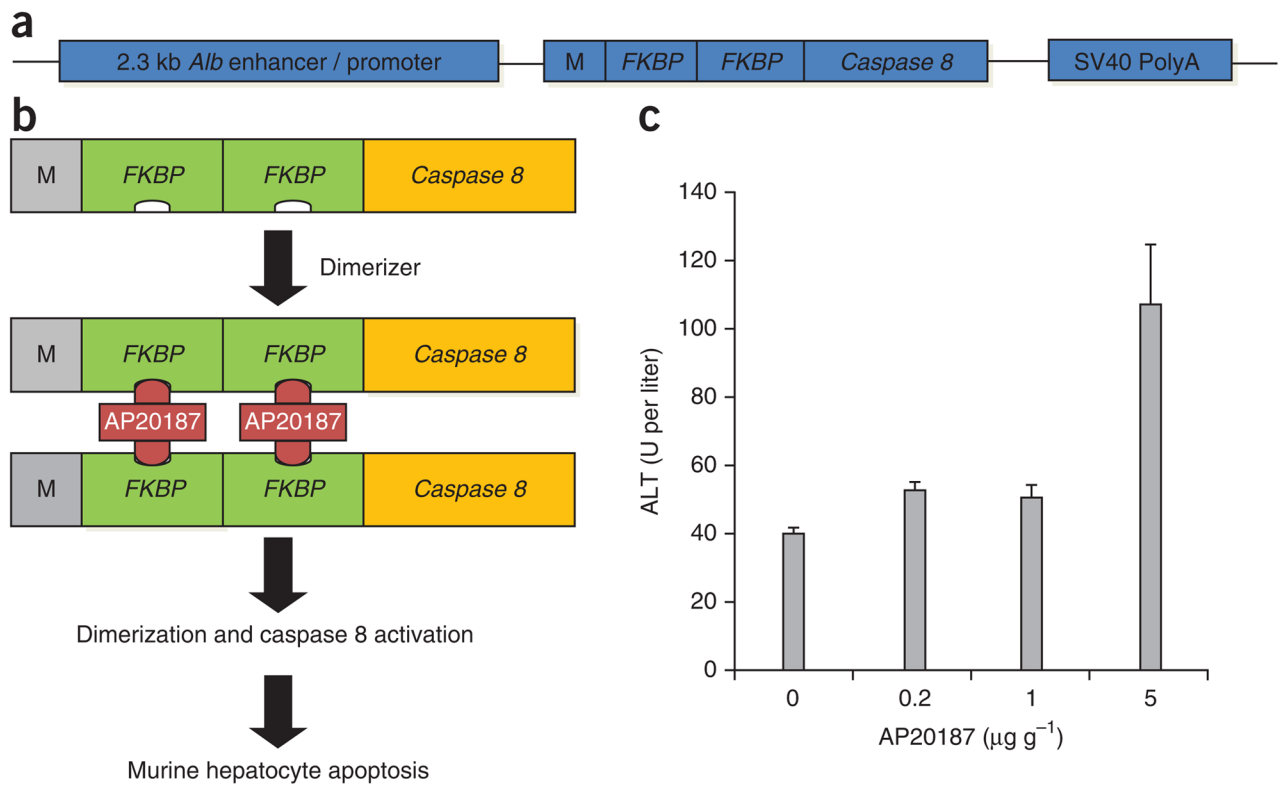 a
2.3 kb Alb enhancer / promoter
M
FKBP
FKBP
Caspase 8
SV40 PolyA
b
M
FKBP
FKBP
Caspase 8
Dimerizer
M
FKBP
FKBP
Caspase 8
AP20187
AP20187
M
FKBP
FKBP
Caspase 8
Dimerization and caspase 8 activation
Murine hepatocyte apoptosis
c
ALT (U per liter)
140
120
100
80
60
40
20
0
0
0.2
1
5
AP20187 (μg g⁻¹)